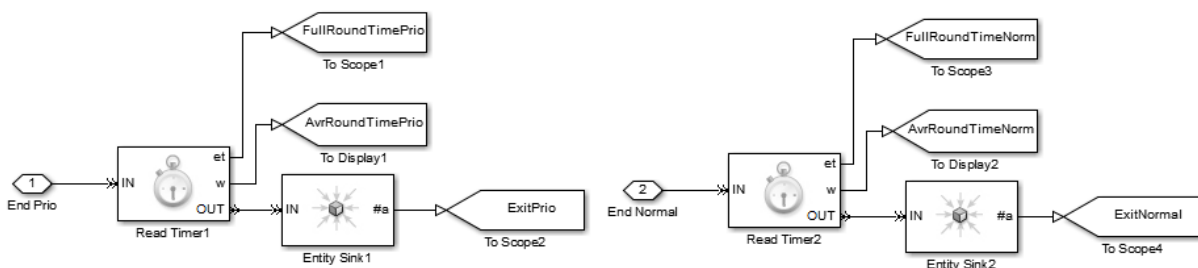 FullRoundTimePrio
To Scope1
AvrRoundTimePrio
To Display1
1
End Prio
IN
et
w
OUT
Read Timer1
IN
#a
Entity Sink1
ExitPrio
To Scope2
FullRoundTimeNorm
To Scope3
AvrRoundTimeNorm
To Display2
2
End Normal
IN
et
w
OUT
Read Timer2
IN
#a
Entity Sink2
ExitNormal
To Scope4